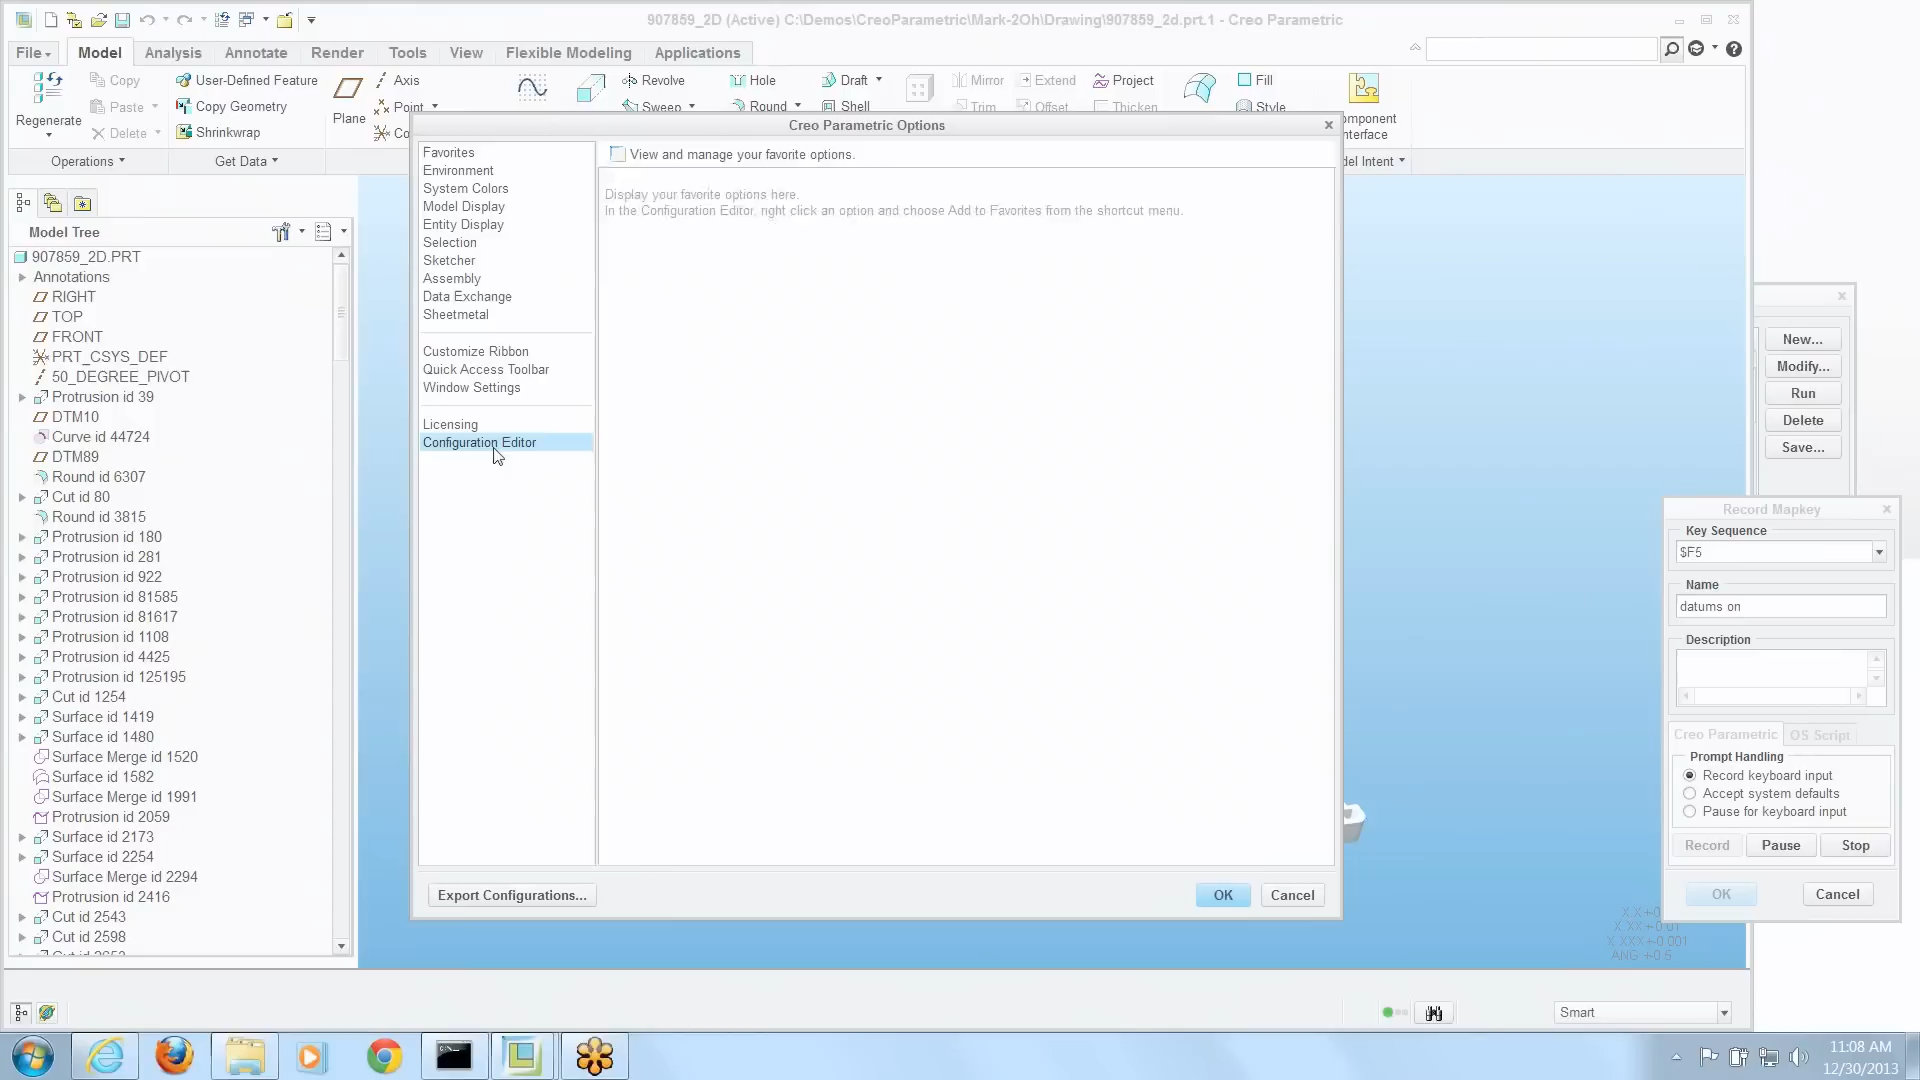 907859_2D (Active) C:\Demos\CreoParametric\Mark-2Oh\Drawing\907859_2d.prt.1 - Creo Parametric
File
Model
Analysis
Annotate
Render
Tools
View
Flexible Modeling
Applications
Regenerate
Copy
Paste
Delete
User-Defined Feature
Copy Geometry
Shrinkwrap
Plane
Axis
Point
Revolve
Sweep
Hole
Round
Draft
Shell
Mirror
Trim
Extend
Offset
Project
Thicken
Fill
Style
omponent
nterface
Operations
Get Data
del Intent
Model Tree
907859_2D.PRT
Annotations
RIGHT
TOP
FRONT
PRT_CSYS_DEF
50_DEGREE_PIVOT
Protrusion id 39
DTM10
Curve id 44724
DTM89
Round id 6307
Cut id 80
Round id 3815
Protrusion id 180
Protrusion id 281
Protrusion id 922
Protrusion id 81585
Protrusion id 81617
Protrusion id 1108
Protrusion id 4425
Protrusion id 125195
Cut id 1254
Surface id 1419
Surface id 1480
Surface Merge id 1520
Surface id 1582
Surface Merge id 1991
Protrusion id 2059
Surface id 2173
Surface id 2254
Surface Merge id 2294
Protrusion id 2416
Cut id 2543
Cut id 2598
Creo Parametric Options
Favorites
Environment
System Colors
Model Display
Entity Display
Selection
Sketcher
Assembly
Data Exchange
Sheetmetal
Customize Ribbon
Quick Access Toolbar
Window Settings
Licensing
Configuration Editor
View and manage your favorite options.
Display your favorite options here.
In the Configuration Editor, right click an option and choose Add to Favorites from the shortcut menu.
Export Configurations...
OK
Cancel
New...
Modify...
Run
Delete
Save...
Record Mapkey
Key Sequence
$F5
Name
datums on
Description
Creo Parametric
OS Script
Prompt Handling
Record keyboard input
Accept system defaults
Pause for keyboard input
Record
Pause
Stop
OK
Cancel
X.XXX+-0.001
ANG.+-0.5
Smart
11:08 AM
12/30/2013